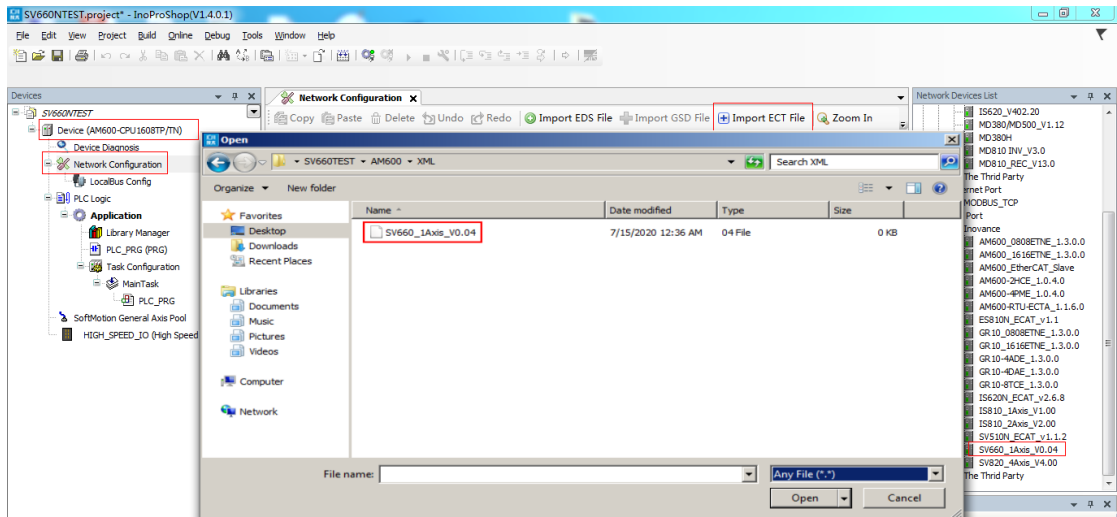 SV660NTEST.project* - InoProShop(V1.4.0.1)
File Edit View Project Build Online Debug Tools Window Help
Devices
SV660NTEST
Device (AM600-CPU1608TP/TN)
Device Diagnosis
Network Configuration
LocalBus Config
PLC Logic
Application
Library Manager
PLC_PRG (PRG)
Task Configuration
MainTask
PLC_PRG
SoftMotion General Axis Pool
HIGH_SPEED_IO (High Speed
Network Configuration
Copy Paste Delete Undo Redo Import EDS File Import GSD File Import ECT File Zoom In
Open
SV660TEST AM600 XML
Search XML
Organize New folder
Favorites
Desktop
Downloads
Recent Places
Libraries
Documents
Music
Pictures
Videos
Computer
Network
Name Date modified Type Size
SV660_1Axis_V0.04 7/15/2020 12:36 AM 04 File 0 KB
File name:
Any File (*.*)
Open Cancel
Network Devices List
IS620_V402.20
MD380/MD500_V1.12
MD380H
MD810 INV_V3.0
MD810_REC_V13.0
The Thrid Party
rnet Port
MODBUS_TCP
Port
Inovance
AM600_0808ETNE_1.3.0.0
AM600_1616ETNE_1.3.0.0
AM600_EtherCAT_Slave
AM600-2HCE_1.0.4.0
AM600-4PME_1.0.4.0
AM600-RTU-ECTA_1.1.6.0
ES810N_ECAT_v1.1
GR10_0808ETNE_1.3.0.0
GR10_1616ETNE_1.3.0.0
GR10-4ADE_1.3.0.0
GR10-4DAE_1.3.0.0
GR10-8TCE_1.3.0.0
IS620N_ECAT_v2.6.8
IS810_1Axis_V1.00
IS810_2Axis_V2.00
SV510N_ECAT_v1.1.2
SV660_1Axis_V0.04
SV820_4Axis_V4.00
The Thrid Party